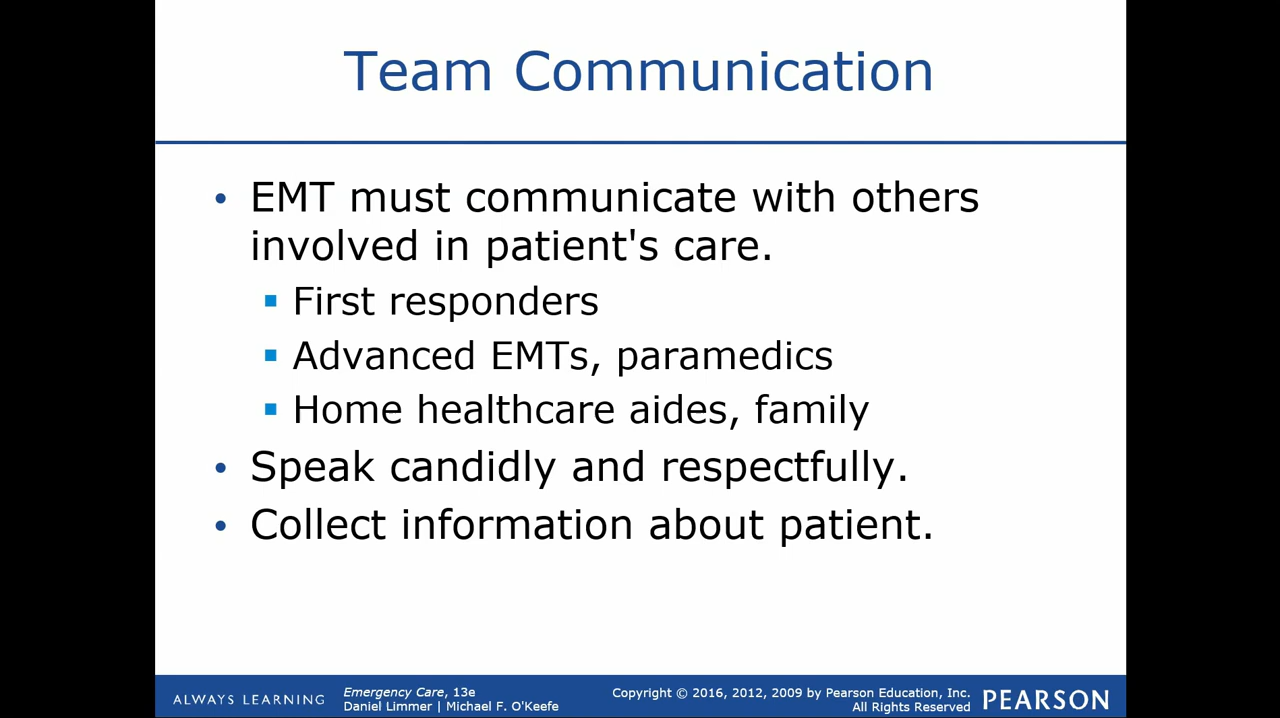 Team Communication
• EMT must communicate with others
involved in patient's care.
▪ First responders
▪ Advanced EMTs, paramedics
▪ Home healthcare aides, family
• Speak candidly and respectfully.
• Collect information about patient.
ALWAYS LEARNING
Emergency Care, 13e
Daniel Limmer | Michael F. O'Keefe
Copyright © 2016, 2012, 2009 by Pearson Education, Inc.
All Rights Reserved
PEARSON